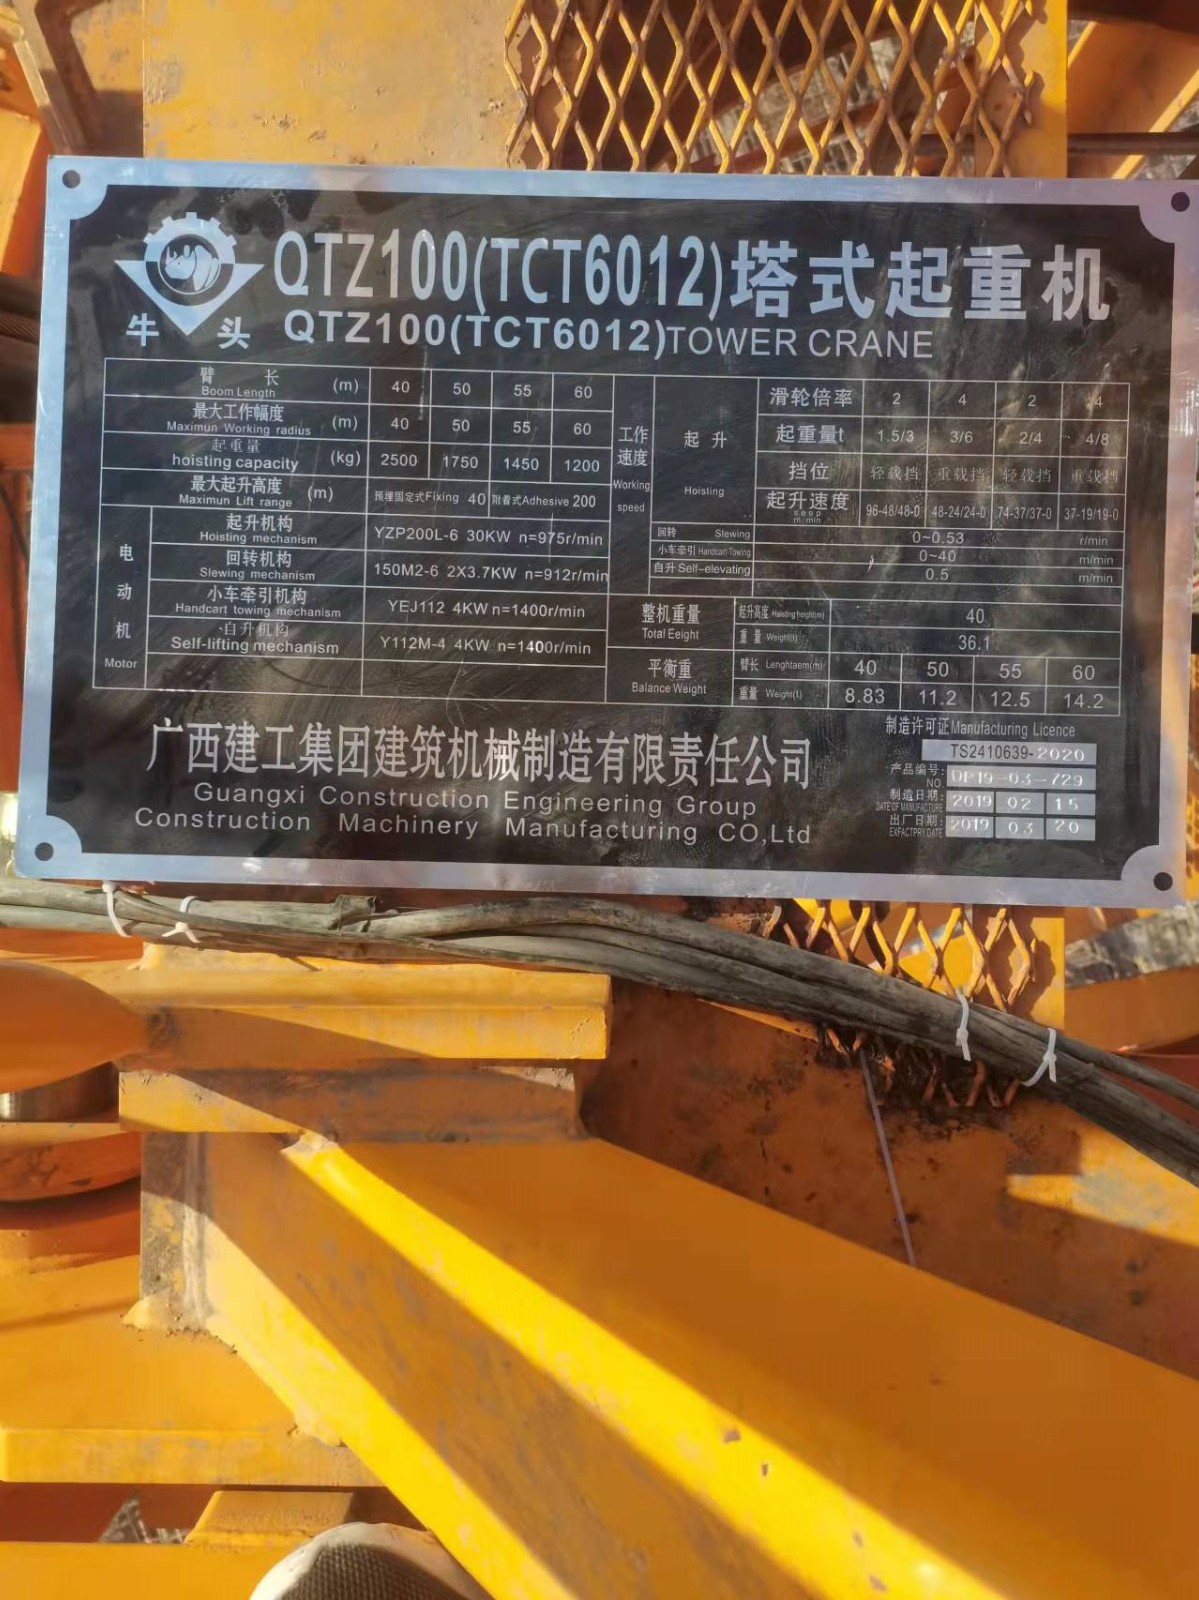 QTZ100(TCT6012)塔式起重机
牛 头 QTZ100(TCT6012)TOWER CRANE
臂 长 Boom Length (m) 40 50 55 60
最大工作幅度 Maximun Working radius (m) 40 50 55 60
起重量 hoisting capacity (kg) 2500 1750 1450 1200
最大起升高度 Maximun Lift range (m) 预埋固定式Fixing 40 附着式Adhesive 200
电动机 Motor
起升机构 Hoisting mechanism YZP200L-6 30KW n=975r/min
回转机构 Slewing mechanism 150M2-6 2X3.7KW n=912r/min
小车牵引机构 Handcart towing mechanism YEJ112 4KW n=1400r/min
自升机构 Self-lifting mechanism Y112M-4 4KW n=1400r/min
工作速度 Working speed
起 升 Hoisting
滑轮倍率 2 4 2 4
起重量t 1.5/3 3/6 2/4 4/8
挡位 轻载挡 重载挡 轻载挡 重载挡
起升速度 seep m/min 96-48/48-0 48-24/24-0 74-37/37-0 37-19/19-0
回转 Slewing 0~0.53 r/min
小车牵引 Handcart Towing 0~40 m/min
自升 Self-elevating 0.5 m/min
整机重量 Total Eeight
起升高度 Haisting height(m) 40
重量 Weight(t) 36.1
平衡重 Balance Weight
臂长 Lenghtaem(m) 40 50 55 60
重量 Weight(t) 8.83 11.2 12.5 14.2
广西建工集团建筑机械制造有限责任公司
Guangxi Construction Engineering Group
Construction Machinery Manufacturing CO,Ltd
制造许可证Manufacturing Licence
TS2410639-2020
产品编号: NO. DP19-03-729
制造日期: DATE OF MANUFACTURE 2019 02 15
出厂日期: EXFACTPRY DATE 2019 03 20